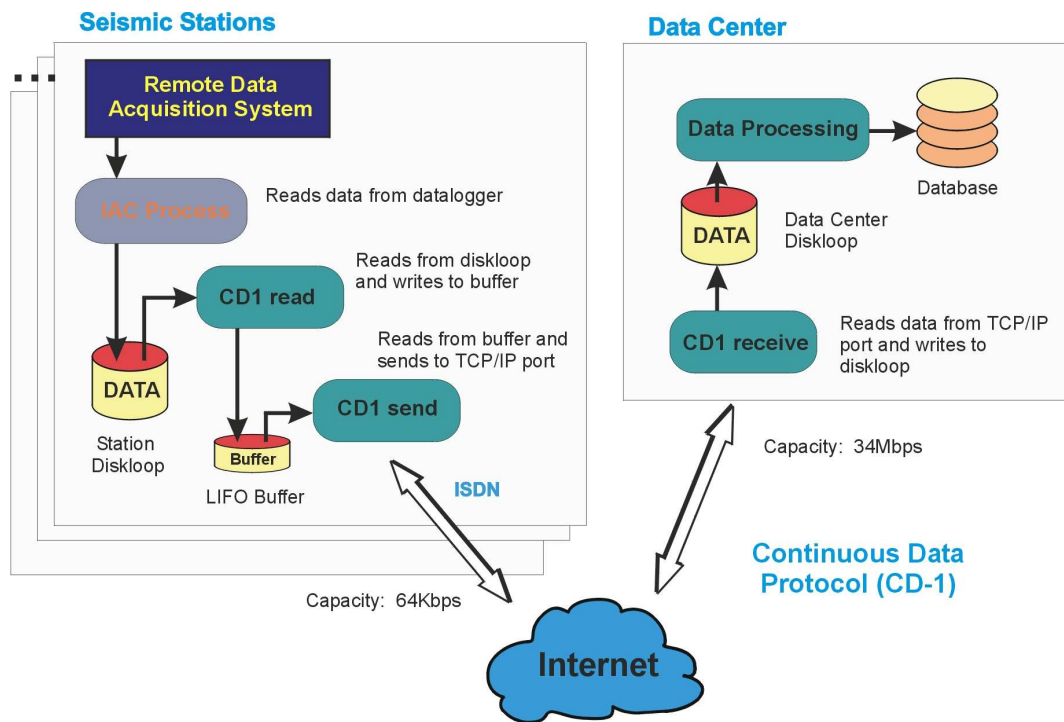 Seismic Stations
Remote Data
Acquisition System
IAC Process
Reads data from datalogger
Reads from diskloop
and writes to buffer
CD1 read
Reads from buffer and
sends to TCP/IP port
DATA
CD1 send
Station
Diskloop
Buffer
LIFO Buffer
ISDN
Capacity: 64Kbps
Data Center
Data Processing
Database
DATA
Data Center
Diskloop
CD1 receive
Reads data from TCP/IP
port and writes to
diskloop
Capacity: 34Mbps
Continuous Data
Protocol (CD-1)
Internet